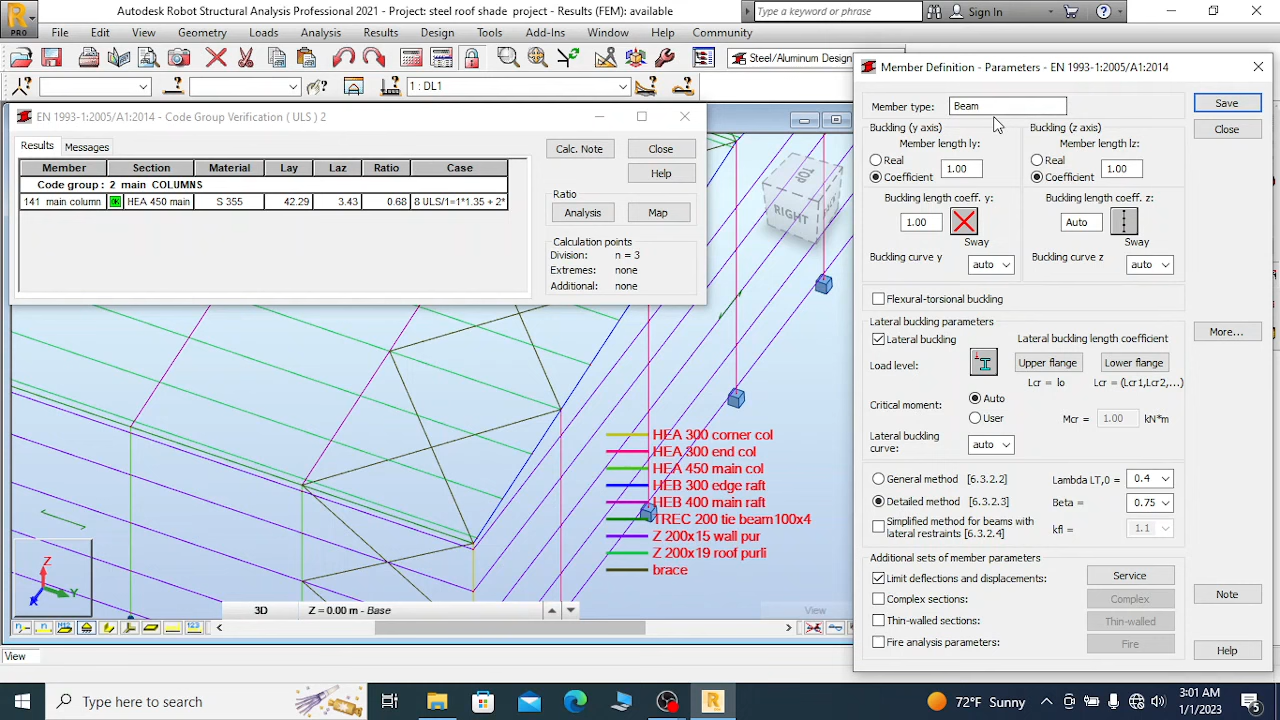 Autodesk Robot Structural Analysis Professional 2021 - Project: steel roof shade project - Results (FEM): available
Type a keyword or phrase
Sign In
PRO
File Edit View Geometry Loads Analysis Results Design Tools Add-Ins Window Help Community
Steel/Aluminum Design
1 : DL1
EN 1993-1:2005/A1:2014 - Code Group Verification ( ULS ) 2
Results Messages
Member Section Material Lay Laz Ratio Case
Code group : 2 main COLUMNS
141 main column OK HEA 450 main S 355 42.29 3.43 0.68 8 ULS/1=1*1.35 + 2*
Calc. Note Close
Help
Ratio
Analysis Map
Calculation points
Division: n = 3
Extremes: none
Additional: none
TOP
RIGHT
HEA 300 corner col
HEA 300 end col
HEA 450 main col
HEB 300 edge raft
HEB 400 main raft
TREC 200 tie beam100x4
Z 200x15 wall pur
Z 200x19 roof purli
brace
Z
Y
X
3D Z = 0.00 m - Base
View
View
Member Definition - Parameters - EN 1993-1:2005/A1:2014
Member type: Beam
Save
Close
Buckling (y axis) Buckling (z axis)
Member length ly: Member length lz:
Real Real
Coefficient 1.00 Coefficient 1.00
Buckling length coeff. y: Buckling length coeff. z:
1.00 Auto
Sway Sway
Buckling curve y auto Buckling curve z auto
Flexural-torsional buckling
Lateral buckling parameters
Lateral buckling Lateral buckling length coefficient
More...
Load level: Upper flange Lower flange
Lcr = lo Lcr = (Lcr1,Lcr2,...)
Critical moment: Auto
User Mcr = 1.00 kN*m
Lateral buckling
curve: auto
General method [6.3.2.2] Lambda LT,0 = 0.4
Detailed method [6.3.2.3] Beta = 0.75
Simplified method for beams with
lateral restraints [6.3.2.4] kfl = 1.1
Additional sets of member parameters
Limit deflections and displacements: Service
Complex sections: Complex
Thin-walled sections: Thin-walled
Fire analysis parameters: Fire
Note
Help
Type here to search
72°F Sunny
3:01 AM
1/1/2023
5